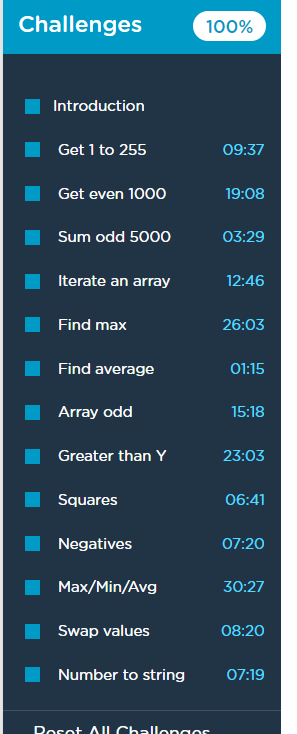 Challenges 100%
Introduction
Get 1 to 255 09:37
Get even 1000 19:08
Sum odd 5000 03:29
Iterate an array 12:46
Find max 26:03
Find average 01:15
Array odd 15:18
Greater than Y 23:03
Squares 06:41
Negatives 07:20
Max/Min/Avg 30:27
Swap values 08:20
Number to string 07:19
Reset All Challenges